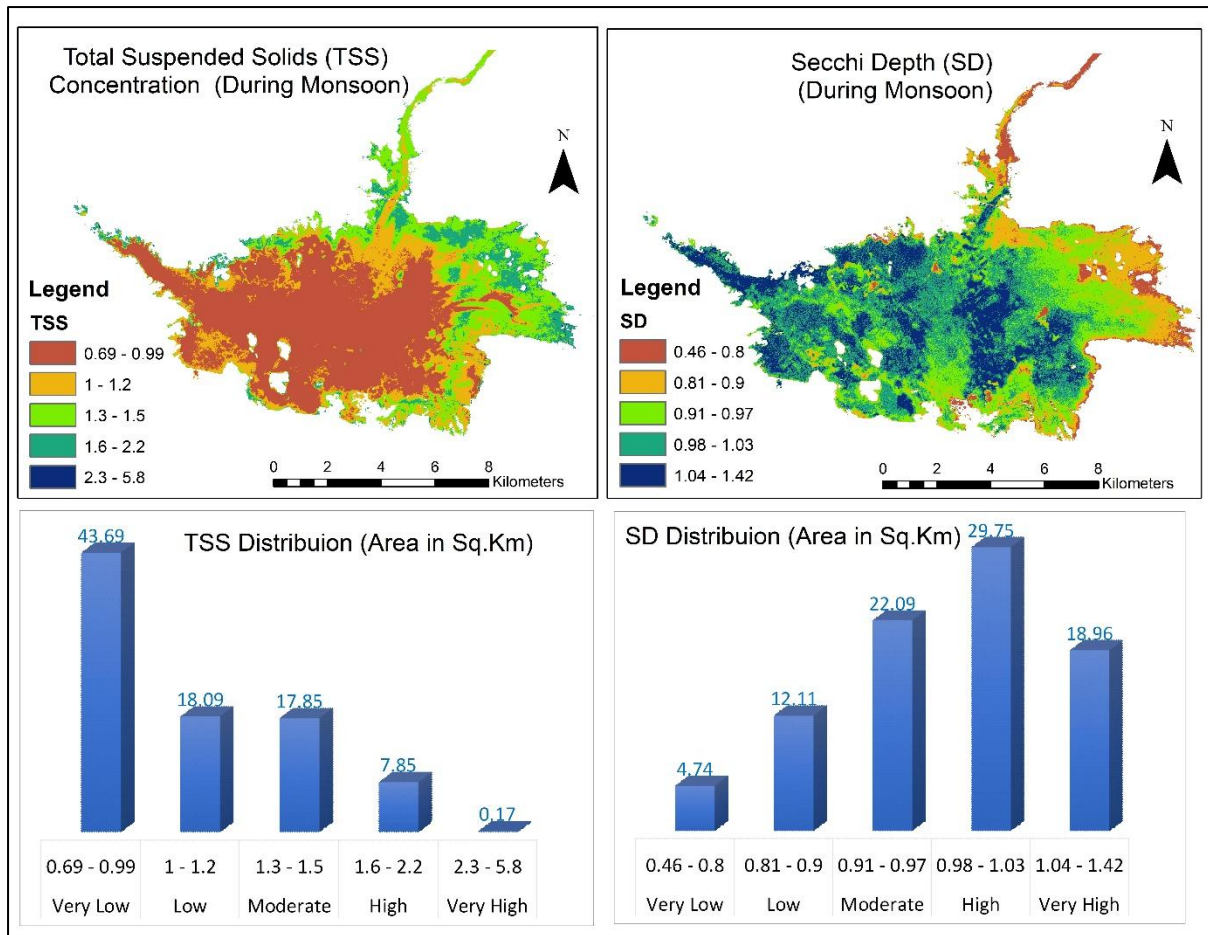 Total Suspended Solids (TSS)
Concentration (During Monsoon)
N
Legend
TSS
0.69 - 0.99
1 - 1.2
1.3 - 1.5
1.6 - 2.2
2.3 - 5.8
0 2 4 6 8
Kilometers
Secchi Depth (SD)
(During Monsoon)
N
Legend
SD
0.46 - 0.8
0.81 - 0.9
0.91 - 0.97
0.98 - 1.03
1.04 - 1.42
0 2 4 6 8
Kilometers
TSS Distribuion (Area in Sq.Km)
43.69
18.09
17.85
7.85
0.17
0.69 - 0.99 1 - 1.2 1.3 - 1.5 1.6 - 2.2 2.3 - 5.8
Very Low Low Moderate High Very High
SD Distribuion (Area in Sq.Km)
4.74
12.11
22.09
29.75
18.96
0.46 - 0.8 0.81 - 0.9 0.91 - 0.97 0.98 - 1.03 1.04 - 1.42
Very Low Low Moderate High Very High